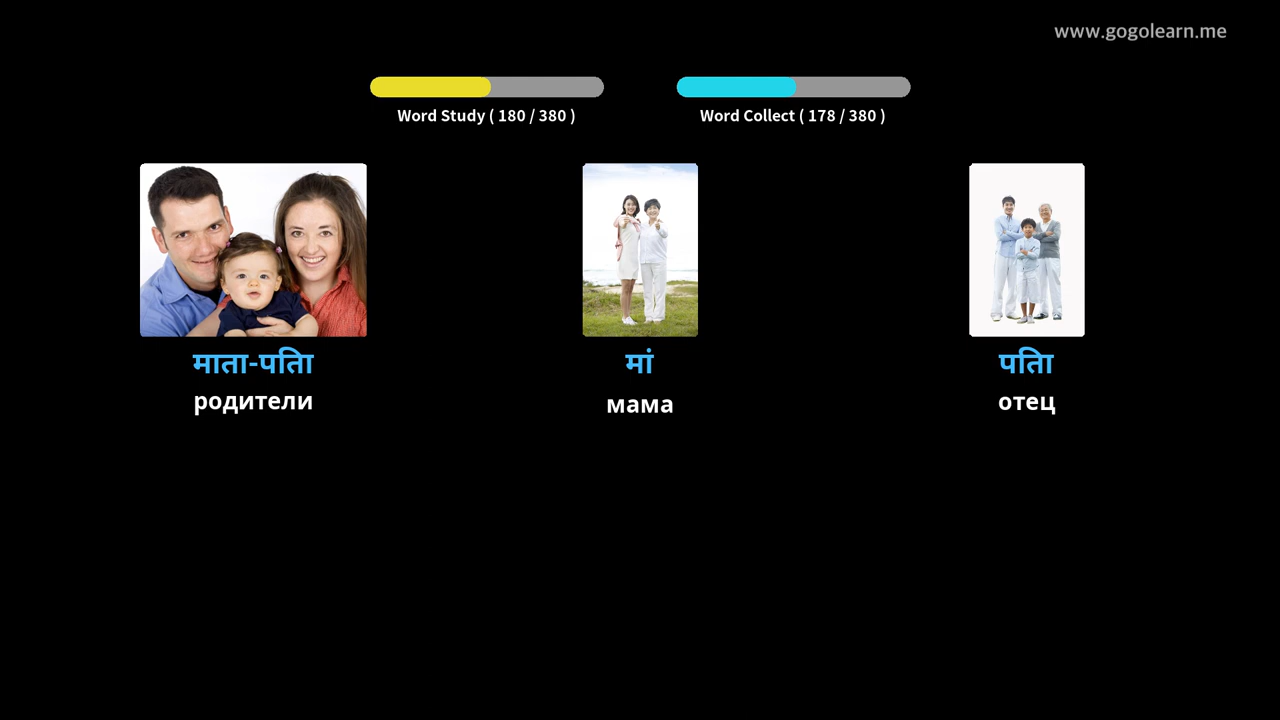 www.gogolearn.me
Word Study ( 180 / 380 )
Word Collect ( 178 / 380 )
माता-पिता
родители
मां
мама
पिता
отец